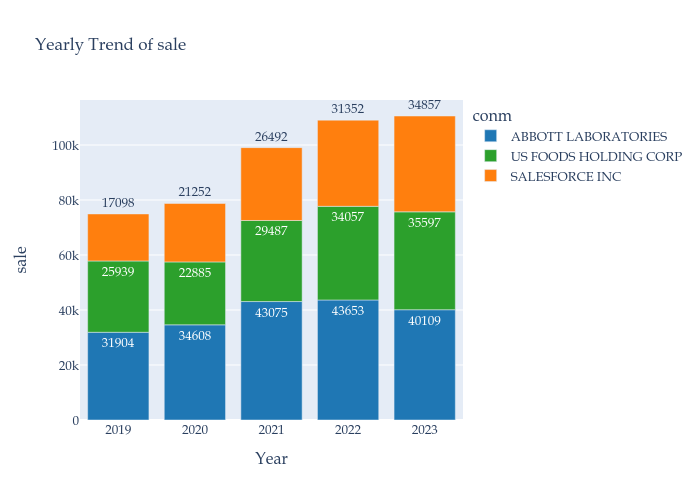 Yearly Trend of sale
conm
ABBOTT LABORATORIES
US FOODS HOLDING CORP
SALESFORCE INC
sale
100k
80k
60k
40k
20k
0
17098
21252
26492
31352
34857
25939
22885
29487
34057
35597
31904
34608
43075
43653
40109
2019
2020
2021
2022
2023
Year